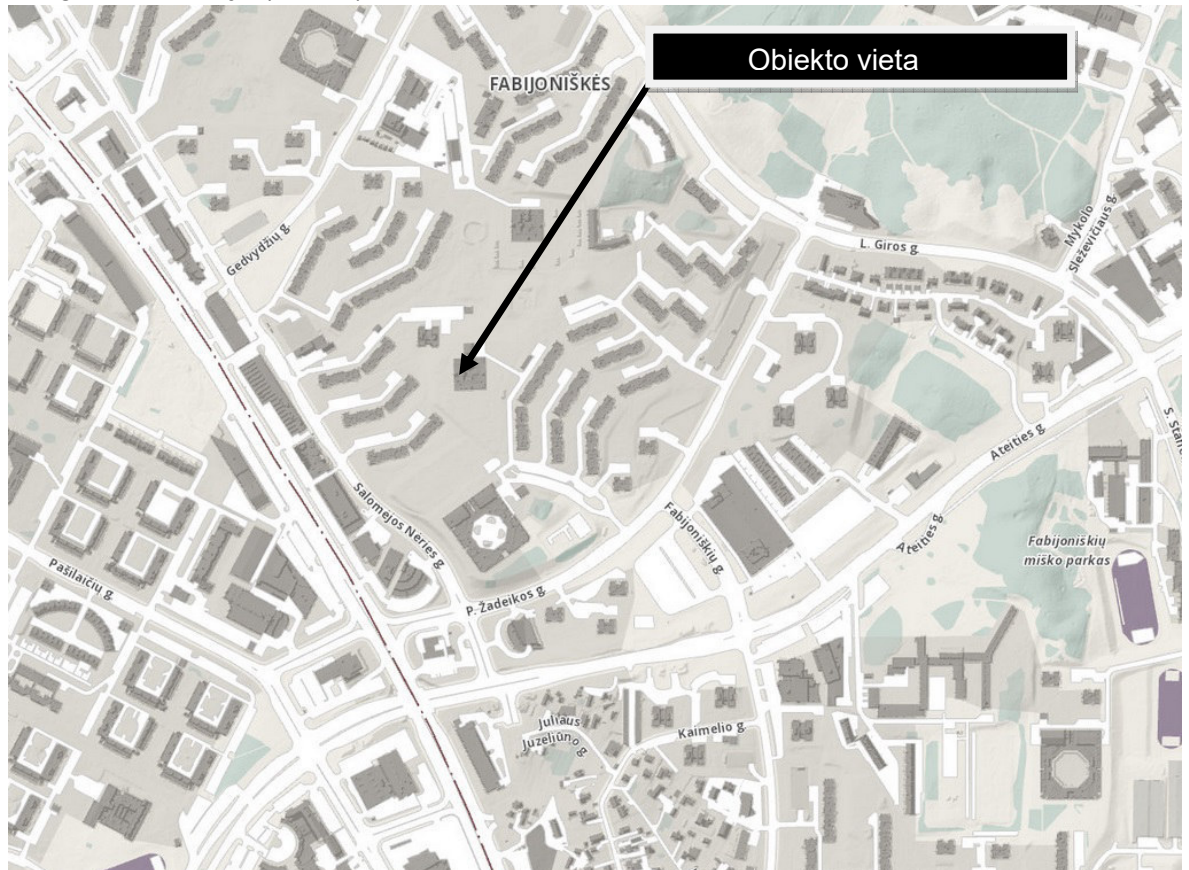 Obiekto vieta
FABIJONIŠKĖS
Gedvydžių g.
L. Giros g.
Mykolo
Sleževičiaus g.
Ateities g.
Salomėjos Nėries g.
Fabijoniškių g.
Ateities g.
Fabijoniškių
miško parkas
Pašilaičių g.
P. Žadeikos g.
Juliaus
Juzeliūno g.
Kaimelio g.